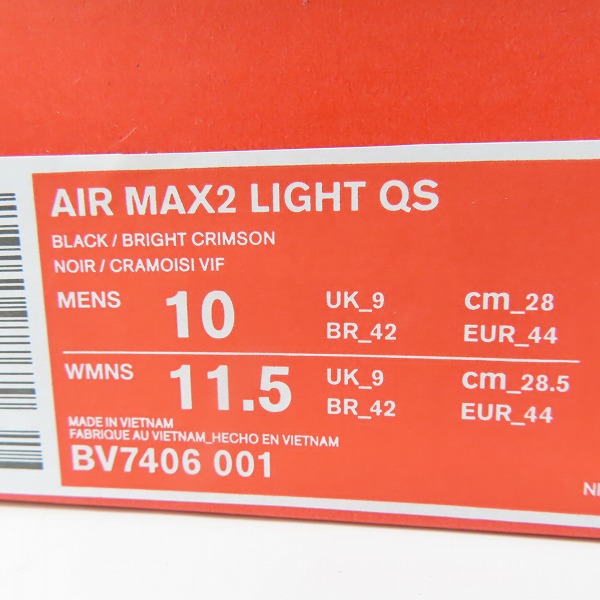 AIR MAX2 LIGHT QS
BLACK / BRIGHT CRIMSON
NOIR / CRAMOISI VIF
MENS 10 UK_9 cm_28
BR_42 EUR_44
WMNS 11.5 UK_9 cm_28.5
BR_42 EUR_44
MADE IN VIETNAM
FABRIQUE AU VIETNAM_HECHO EN VIETNAM
BV7406 001